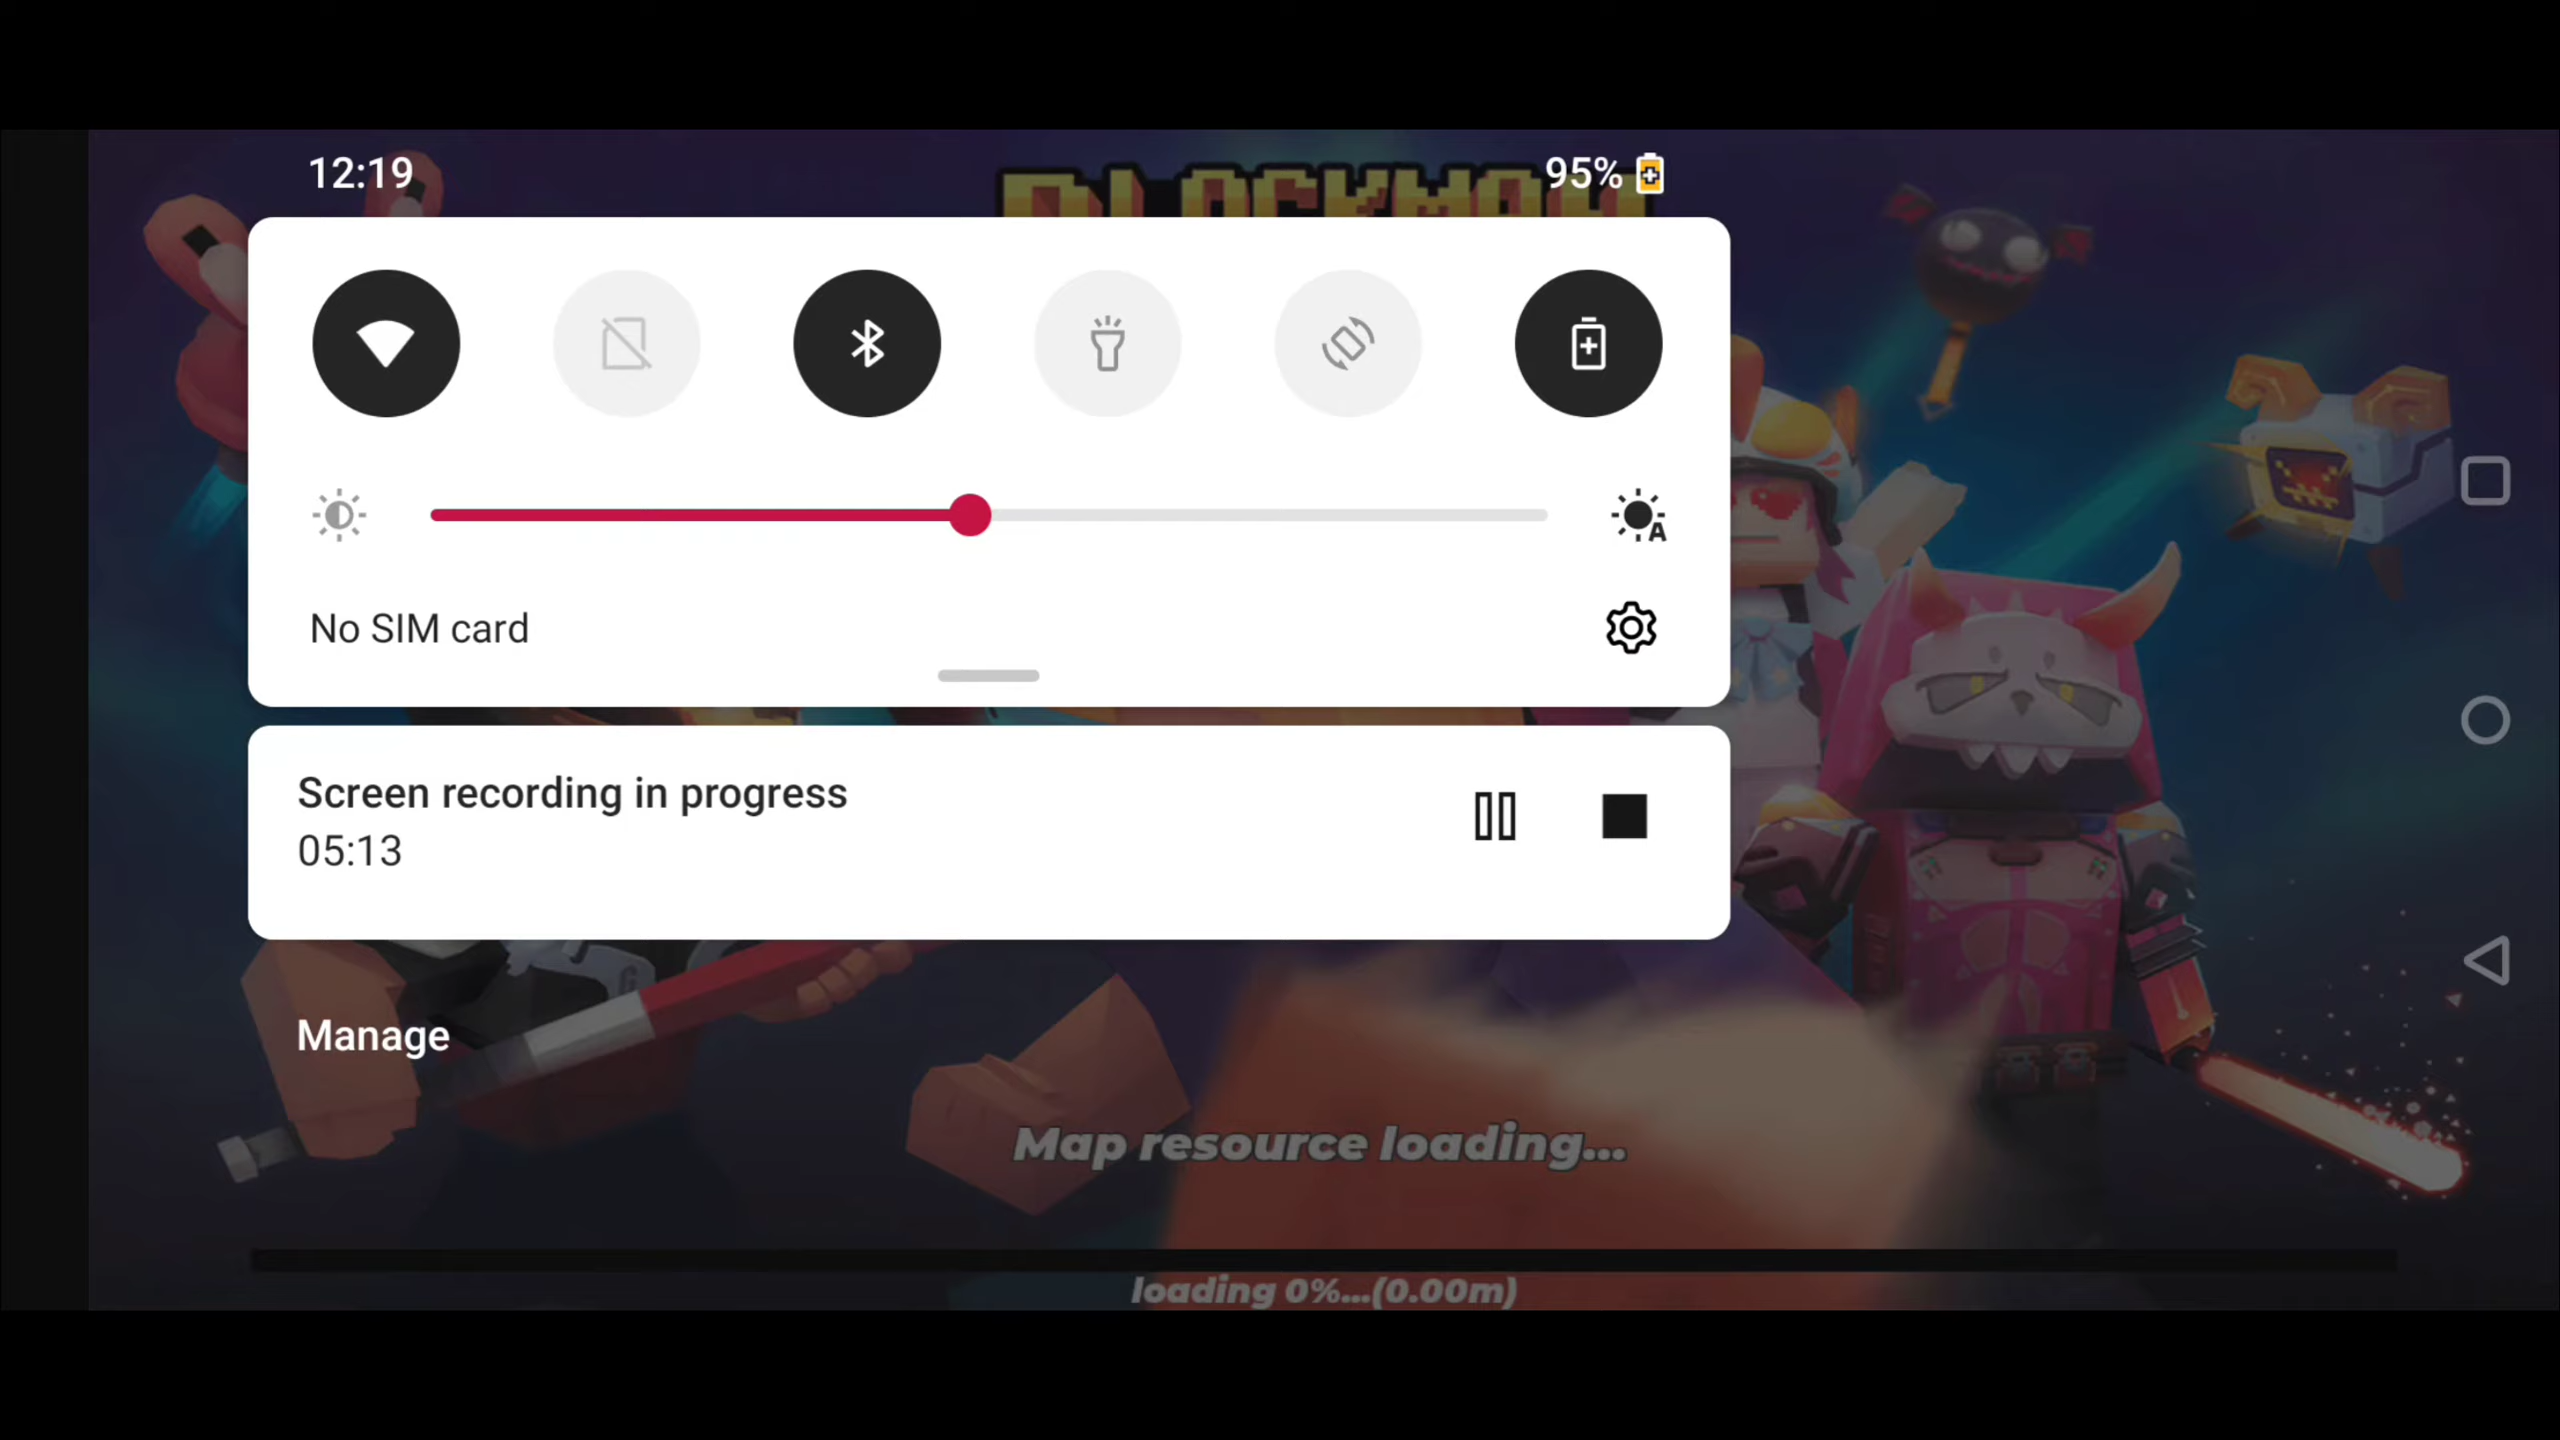 12:19
95%
BLOCKMAN
No SIM card
Screen recording in progress
05:13
Manage
Map resource loading...
loading 0%...(0.00m)